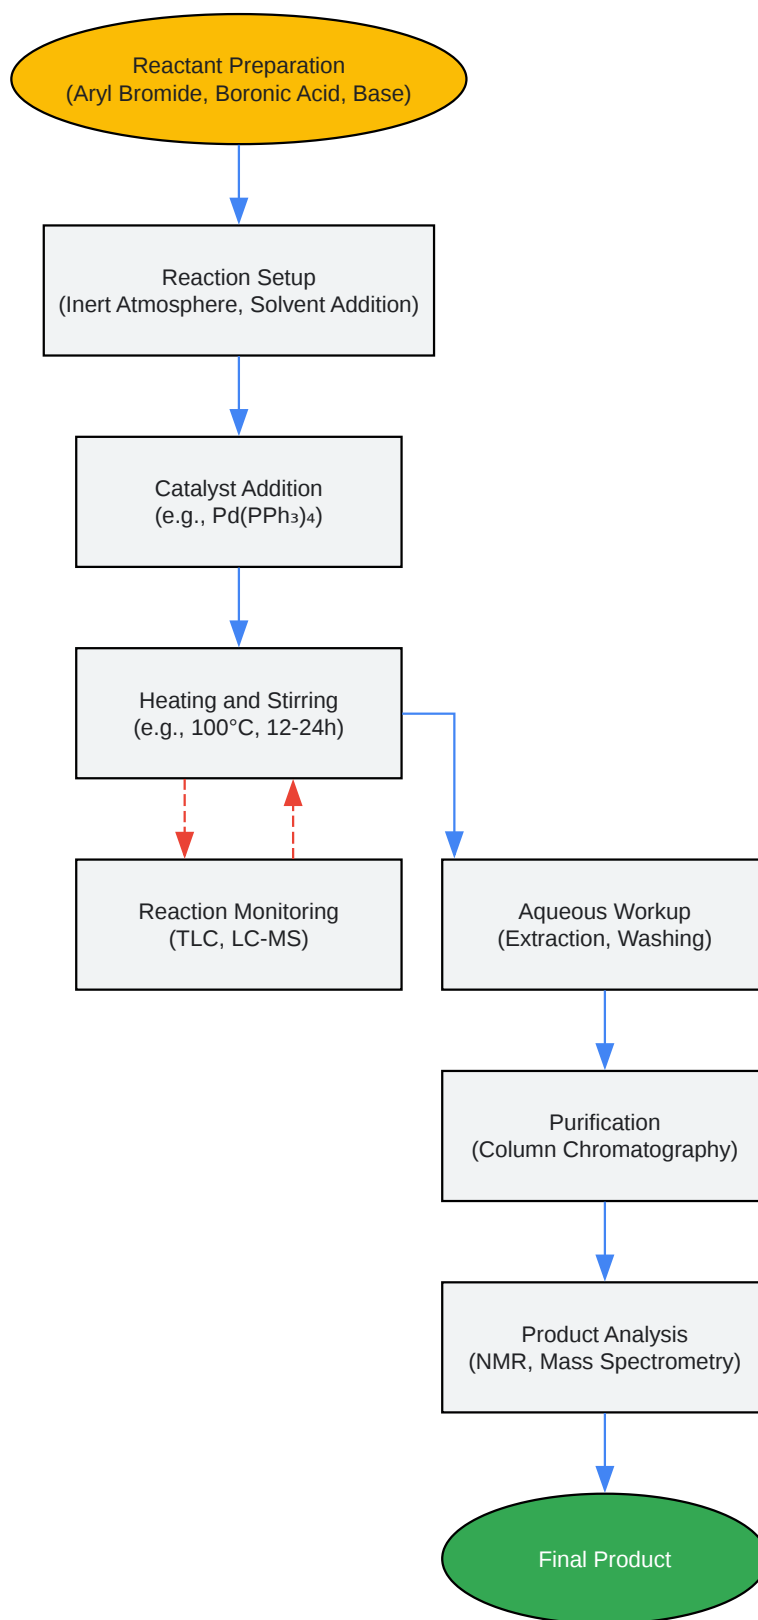 Reactant Preparation
(Aryl Bromide, Boronic Acid, Base)
Reaction Setup
(Inert Atmosphere, Solvent Addition)
Catalyst Addition
(e.g., Pd(PPh₃)₄)
Heating and Stirring
(e.g., 100°C, 12-24h)
Reaction Monitoring
(TLC, LC-MS)
Aqueous Workup
(Extraction, Washing)
Purification
(Column Chromatography)
Product Analysis
(NMR, Mass Spectrometry)
Final Product